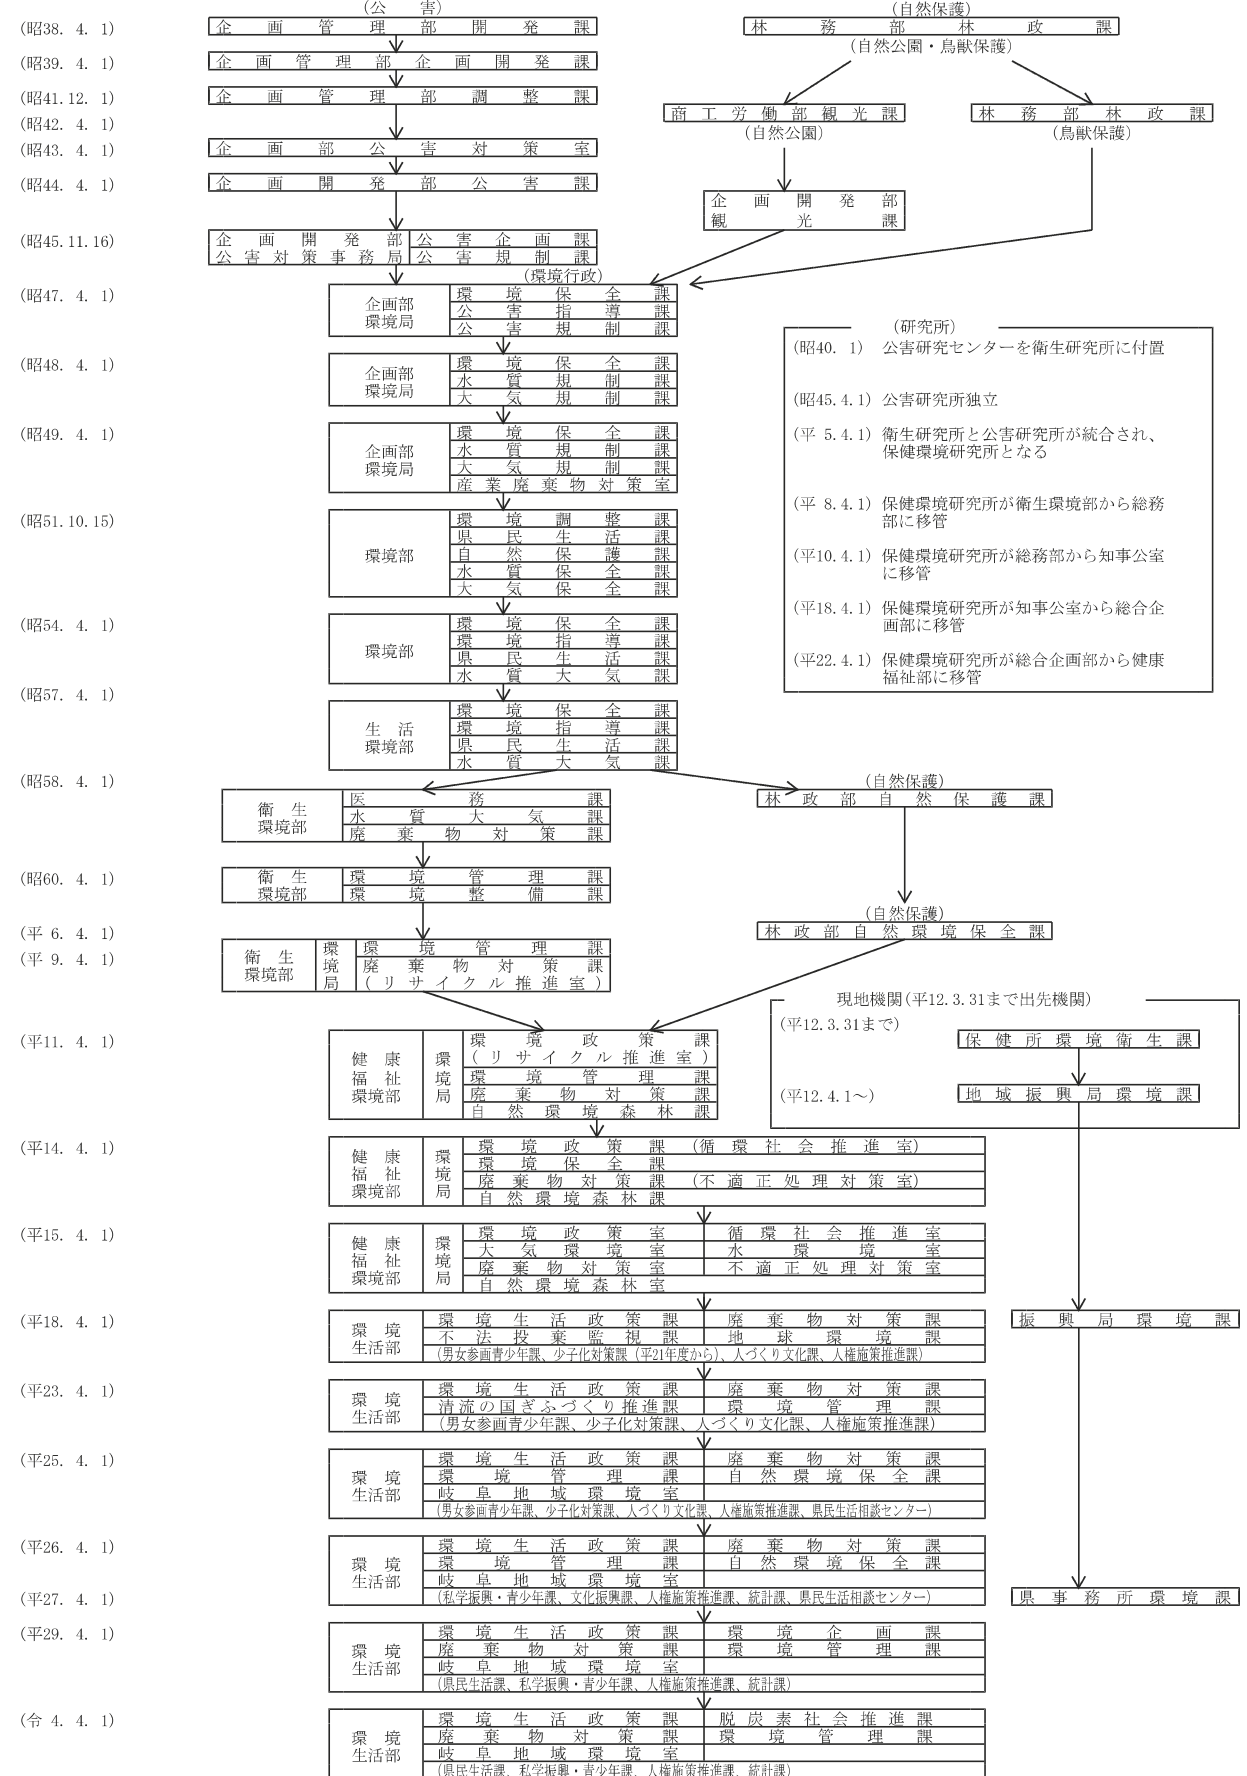 (公　害)
(自然保護)
(昭38. 4. 1)
企画管理部開発課
林務部林政課
(自然公園・鳥獣保護)
(昭39. 4. 1)
企画管理部企画開発課
(昭41.12. 1)
企画管理部調整課
商工労働部観光課
林務部林政課
(昭42. 4. 1)
(自然公園)
(鳥獣保護)
(昭43. 4. 1)
企画部公害対策室
(昭44. 4. 1)
企画開発部公害課
企画開発部
観光課
(昭45.11.16)
企画開発部
公害対策事務局
公害企画課
公害規制課
(環境行政)
(昭47. 4. 1)
企画部
環境局
環境保全課
公害指導課
公害規制課
(研究所)
(昭40. 1)　公害研究センターを衛生研究所に付置
(昭45.4.1) 公害研究所独立
(平 5.4.1) 衛生研究所と公害研究所が統合され、
保健環境研究所となる
(平 8.4.1) 保健環境研究所が衛生環境部から総務
部に移管
(平10.4.1) 保健環境研究所が総務部から知事公室
に移管
(平18.4.1) 保健環境研究所が知事公室から総合企
画部に移管
(平22.4.1) 保健環境研究所が総合企画部から健康
福祉部に移管
(昭48. 4. 1)
企画部
環境局
環境保全課
水質規制課
大気規制課
(昭49. 4. 1)
企画部
環境局
環境保全課
水質規制課
大気規制課
産業廃棄物対策室
(昭51.10.15)
環境部
環境調整課
県民生活課
自然保護課
水質保全課
大気保全課
(昭54. 4. 1)
環境部
環境保全課
環境指導課
県民生活課
水質大気課
(昭57. 4. 1)
生　活
環境部
環境保全課
環境指導課
県民生活課
水質大気課
(昭58. 4. 1)
(自然保護)
林政部自然保護課
衛　生
環境部
医務課
水質大気課
廃棄物対策課
(昭60. 4. 1)
衛　生
環境部
環境管理課
環境整備課
(自然保護)
(平 6. 4. 1)
林政部自然環境保全課
(平 9. 4. 1)
衛　生
環境部
環
境
局
環境管理課
廃棄物対策課
(リサイクル推進室)
現地機関(平12.3.31まで出先機関)
(平12.3.31まで)
保健所環境衛生課
(平12.4.1～)
地域振興局環境課
(平11. 4. 1)
健　康
福　祉
環境部
環
境
局
環境政策課
(リサイクル推進室)
環境管理課
廃棄物対策課
自然環境森林課
(平14. 4. 1)
健　康
福　祉
環境部
環
境
局
環境政策課 (循環社会推進室)
環境保全課
廃棄物対策課 (不適正処理対策室)
自然環境森林課
(平15. 4. 1)
健　康
福　祉
環境部
環
境
局
環境政策室　循環社会推進室
大気環境室　水環境室
廃棄物対策室　不適正処理対策室
自然環境森林室
(平18. 4. 1)
環　境
生活部
環境生活政策課　廃棄物対策課
不法投棄監視課　地球環境課
(男女参画青少年課、少子化対策課（平21年度から）、人づくり文化課、人権施策推進課)
振興局環境課
(平23. 4. 1)
環　境
生活部
環境生活政策課　廃棄物対策課
清流の国ぎふづくり推進課　環境管理課
(男女参画青少年課、少子化対策課、人づくり文化課、人権施策推進課)
(平25. 4. 1)
環　境
生活部
環境生活政策課　廃棄物対策課
環境管理課　自然環境保全課
岐阜地域環境室
(男女参画青少年課、少子化対策課、人づくり文化課、人権施策推進課、県民生活相談センター)
(平26. 4. 1)
環　境
生活部
環境生活政策課　廃棄物対策課
環境管理課　自然環境保全課
岐阜地域環境室
(平27. 4. 1)
(私学振興・青少年課、文化振興課、人権施策推進課、統計課、県民生活相談センター)
県事務所環境課
(平29. 4. 1)
環　境
生活部
環境生活政策課　環境企画課
廃棄物対策課　環境管理課
岐阜地域環境室
(県民生活課、私学振興・青少年課、人権施策推進課、統計課)
(令 4. 4. 1)
環　境
生活部
環境生活政策課　脱炭素社会推進課
廃棄物対策課　環境管理課
岐阜地域環境室
(県民生活課、私学振興・青少年課、人権施策推進課、統計課)